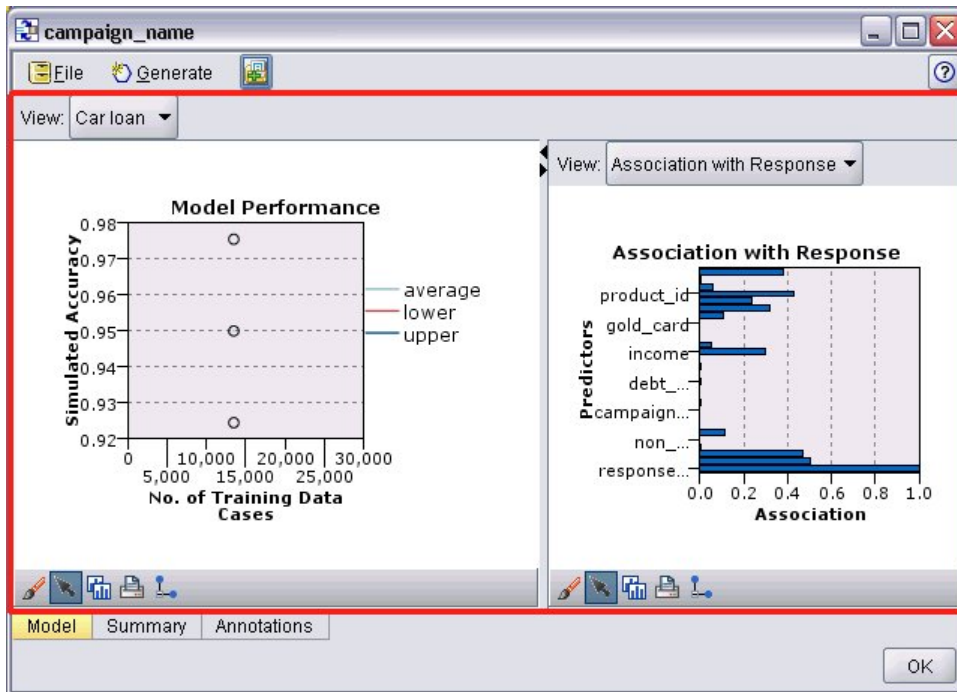 campaign_name
File Generate
View: Car loan
View: Association with Response
Model Performance
0.98
0.97
0.96
0.95
0.94
0.93
0.92
Simulated Accuracy
0 10,000 20,000 30,000
5,000 15,000 25,000
No. of Training Data
Cases
average
lower
upper
Association with Response
product_id
gold_card
income
debt_...
campaign...
non_...
response...
Predictors
0.0 0.2 0.4 0.6 0.8 1.0
Association
Model Summary Annotations
OK